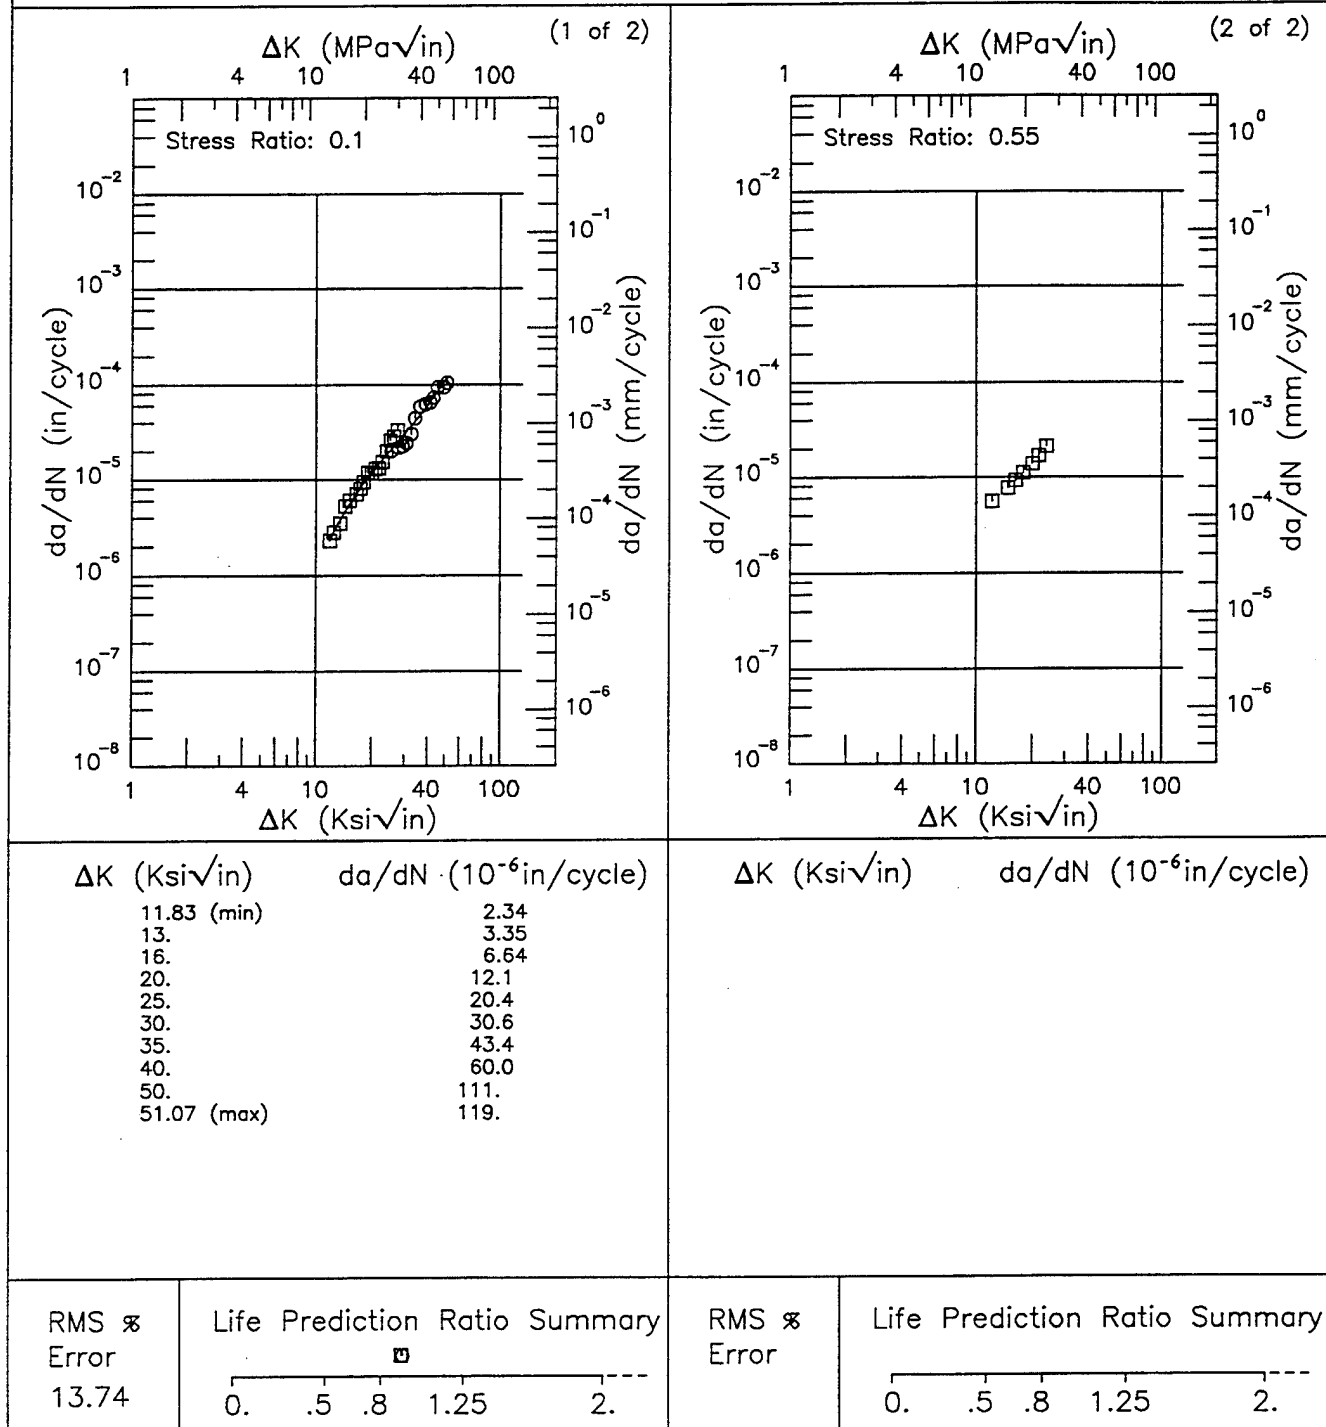 (1 of 2)
ΔK (MPa√in)
1 4 10 40 100
Stress Ratio: 0.1
10⁻²
10⁻³
10⁻⁴
10⁻⁵
10⁻⁶
10⁻⁷
10⁻⁸
da/dN (in/cycle)
10⁰
10⁻¹
10⁻²
10⁻³
10⁻⁴
10⁻⁵
10⁻⁶
da/dN (mm/cycle)
1 4 10 40 100
ΔK (Ksi√in)
ΔK (Ksi√in) da/dN (10⁻⁶in/cycle)
11.83 (min) 2.34
13. 3.35
16. 6.64
20. 12.1
25. 20.4
30. 30.6
35. 43.4
40. 60.0
50. 111.
51.07 (max) 119.
RMS %
Error
13.74
Life Prediction Ratio Summary
0. .5 .8 1.25 2.
(2 of 2)
ΔK (MPa√in)
1 4 10 40 100
Stress Ratio: 0.55
10⁻²
10⁻³
10⁻⁴
10⁻⁵
10⁻⁶
10⁻⁷
10⁻⁸
da/dN (in/cycle)
10⁰
10⁻¹
10⁻²
10⁻³
10⁻⁴
10⁻⁵
10⁻⁶
da/dN (mm/cycle)
1 4 10 40 100
ΔK (Ksi√in)
ΔK (Ksi√in) da/dN (10⁻⁶in/cycle)
RMS %
Error
Life Prediction Ratio Summary
0. .5 .8 1.25 2.